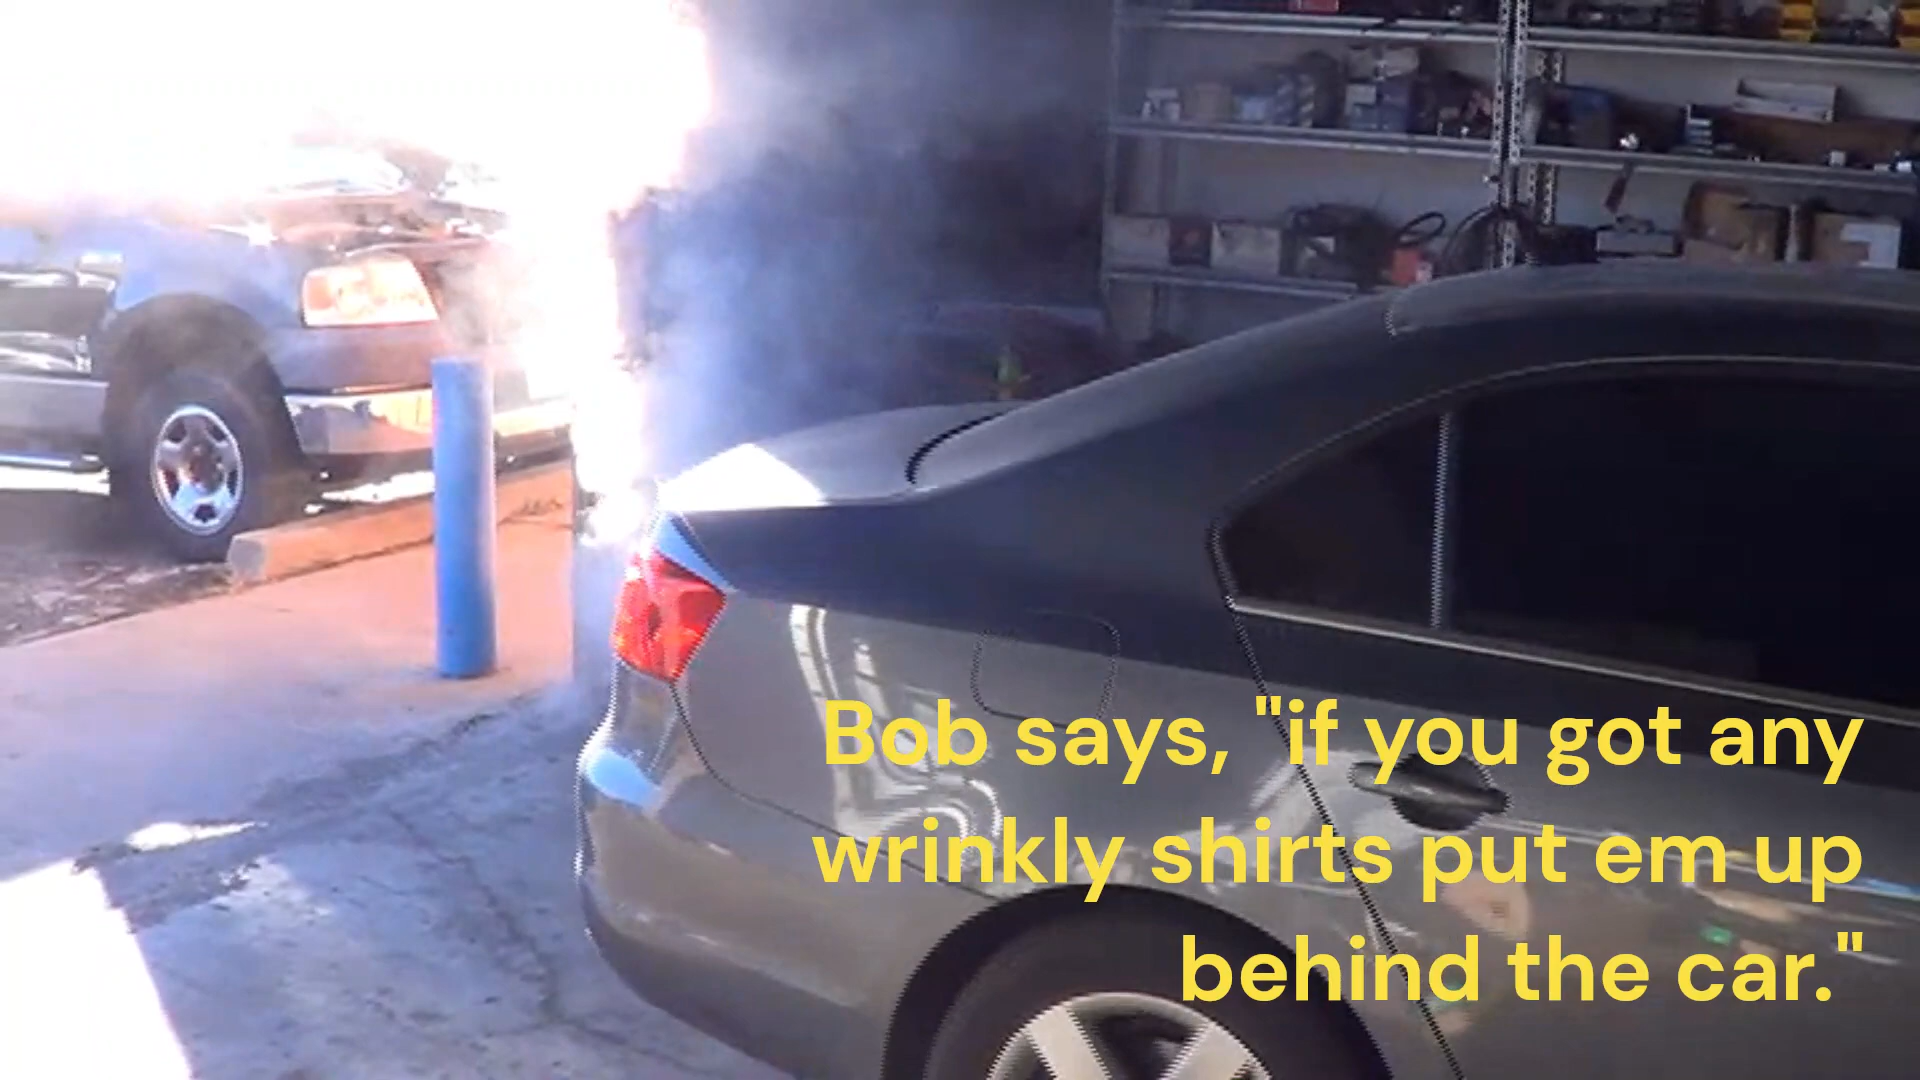 Bob says, "if you got any
wrinkly shirts put em up
behind the car."